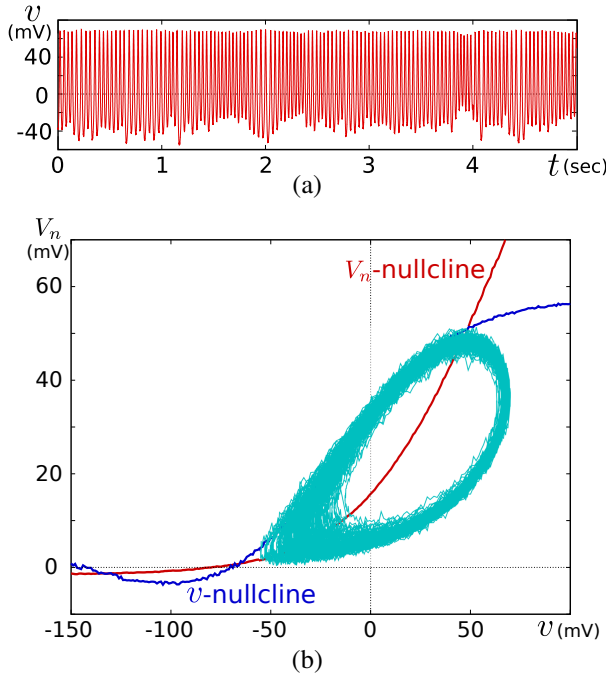 v
(mV)
40
0
-40
0 1 2 3 4 t (sec)
(a)
V_n
(mV)
60
40
20
0
V_n-nullcline
v-nullcline
-150 -100 -50 0 50 v (mV)
(b)